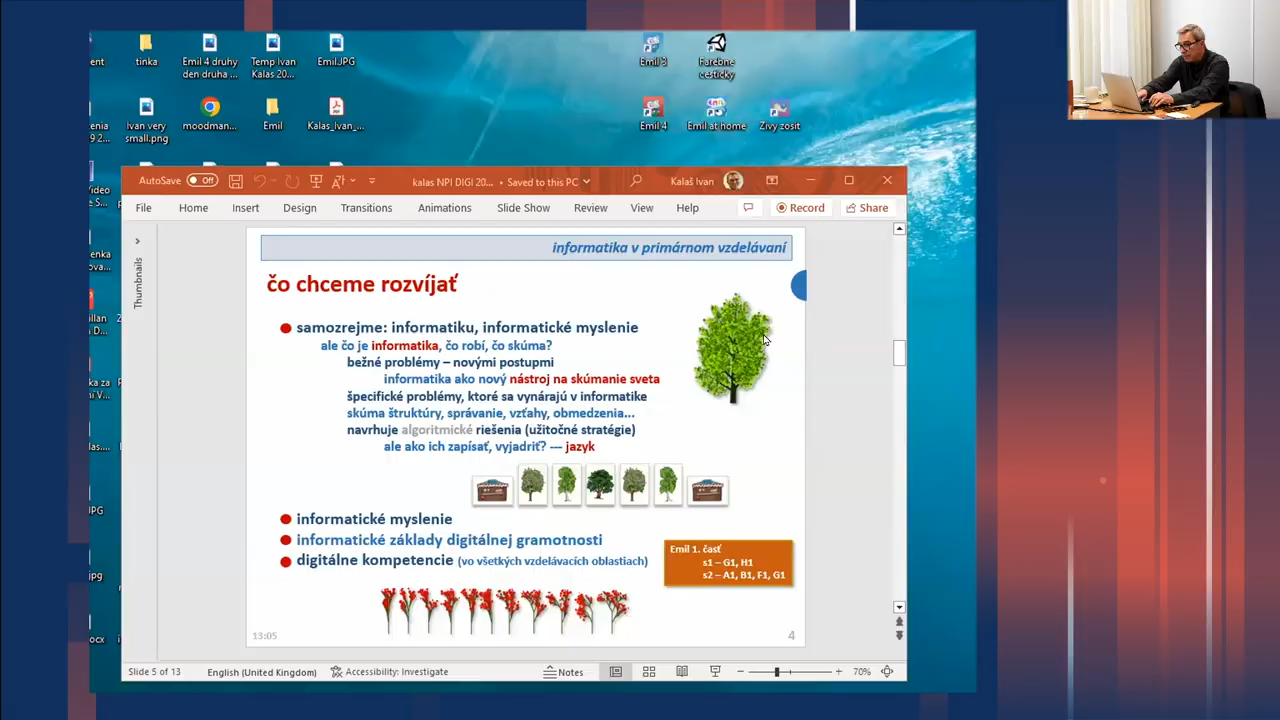 tinka
Emil 4 druhy
den druha ...
Temp Ivan
Kalas 20...
Emil.JPG
Emil 3
Farebne
cesticky
Ivan very
small.png
moodman...
Emil
Kalas_Ivan_...
Emil 4
Emil at home
Zivy zosit
AutoSave
Off
kalas NPI DIGI 20... • Saved to this PC
Kalaš Ivan
File
Home
Insert
Design
Transitions
Animations
Slide Show
Review
View
Help
Record
Share
Thumbnails
informatika v primárnom vzdelávaní
čo chceme rozvíjať
samozrejme: informatiku, informatické myslenie
ale čo je informatika, čo robí, čo skúma?
bežné problémy – novými postupmi
informatika ako nový nástroj na skúmanie sveta
špecifické problémy, ktoré sa vynárajú v informatike
skúma štruktúry, správanie, vzťahy, obmedzenia...
navrhuje algoritmické riešenia (užitočné stratégie)
ale ako ich zapísať, vyjadriť? --- jazyk
informatické myslenie
informatické základy digitálnej gramotnosti
digitálne kompetencie (vo všetkých vzdelávacích oblastiach)
Emil 1. časť
s1 – G1, H1
s2 – A1, B1, F1, G1
13:05
4
Slide 5 of 13
English (United Kingdom)
Accessibility: Investigate
Notes
70%